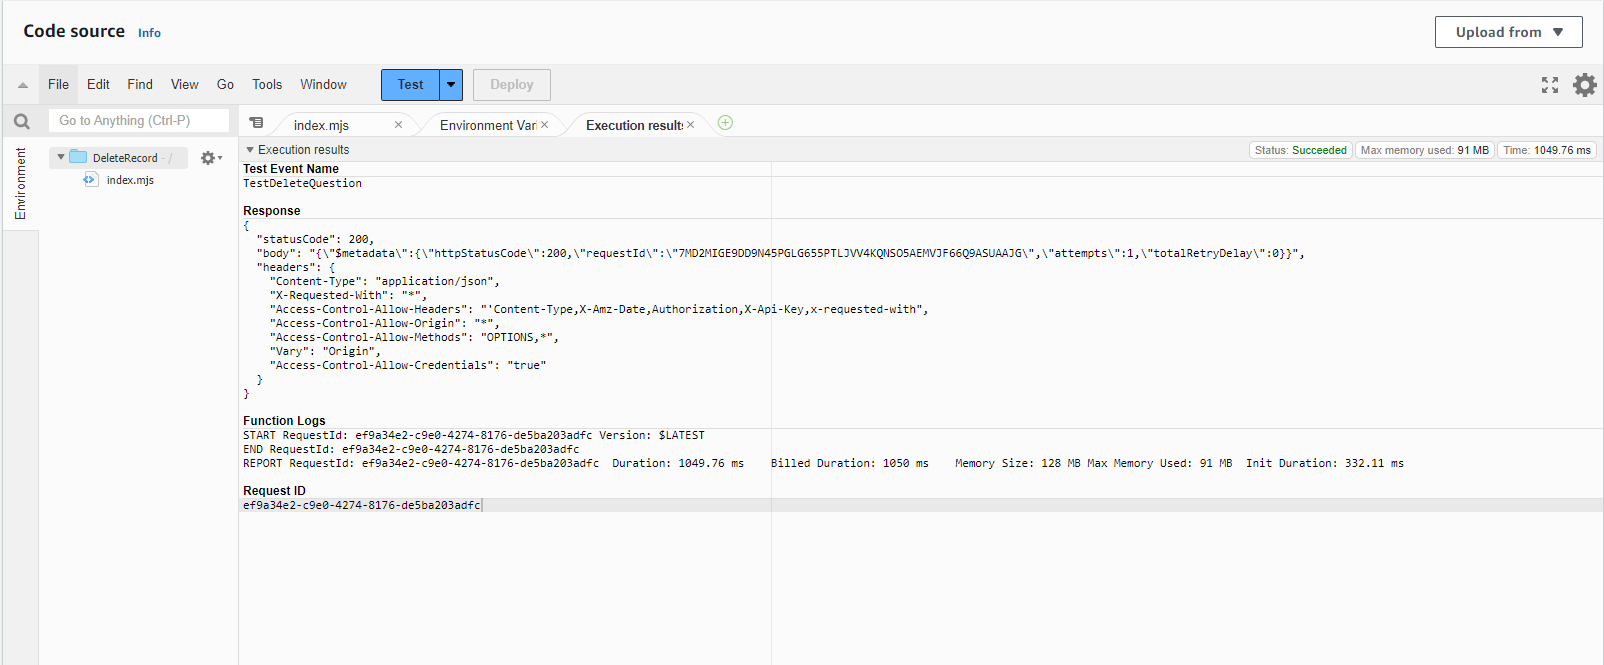 Code source Info
Upload from
File Edit Find View Go Tools Window Test Deploy
Go to Anything (Ctrl-P)
index.mjs Environment Vari Execution results
Environment
DeleteRecord - /
index.mjs
Execution results Status: Succeeded Max memory used: 91 MB Time: 1049.76 ms
Test Event Name
TestDeleteQuestion
Response
{
  "statusCode": 200,
  "body": "{\"$metadata\":{\"httpStatusCode\":200,\"requestId\":\"7MD2MIGE9DD9N45PGLG655PTLJVV4KQNSO5AEMVJF66Q9ASUAAJG\",\"attempts\":1,\"totalRetryDelay\":0}}",
  "headers": {
    "Content-Type": "application/json",
    "X-Requested-With": "*",
    "Access-Control-Allow-Headers": "'Content-Type,X-Amz-Date,Authorization,X-Api-Key,x-requested-with",
    "Access-Control-Allow-Origin": "*",
    "Access-Control-Allow-Methods": "OPTIONS,*",
    "Vary": "Origin",
    "Access-Control-Allow-Credentials": "true"
  }
}
Function Logs
START RequestId: ef9a34e2-c9e0-4274-8176-de5ba203adfc Version: $LATEST
END RequestId: ef9a34e2-c9e0-4274-8176-de5ba203adfc
REPORT RequestId: ef9a34e2-c9e0-4274-8176-de5ba203adfc Duration: 1049.76 ms Billed Duration: 1050 ms Memory Size: 128 MB Max Memory Used: 91 MB Init Duration: 332.11 ms
Request ID
ef9a34e2-c9e0-4274-8176-de5ba203adfc